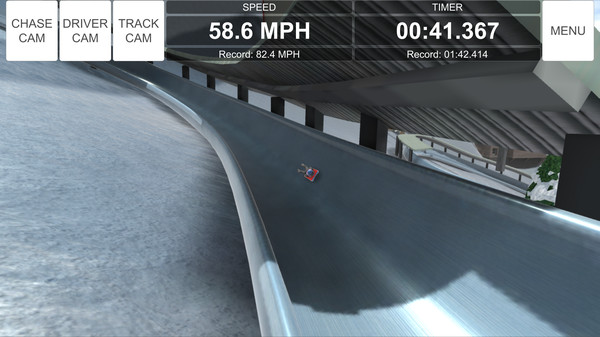 CHASE
CAM
DRIVER
CAM
TRACK
CAM
SPEED
58.6 MPH
Record: 82.4 MPH
TIMER
00:41.367
Record: 01:42.414
MENU